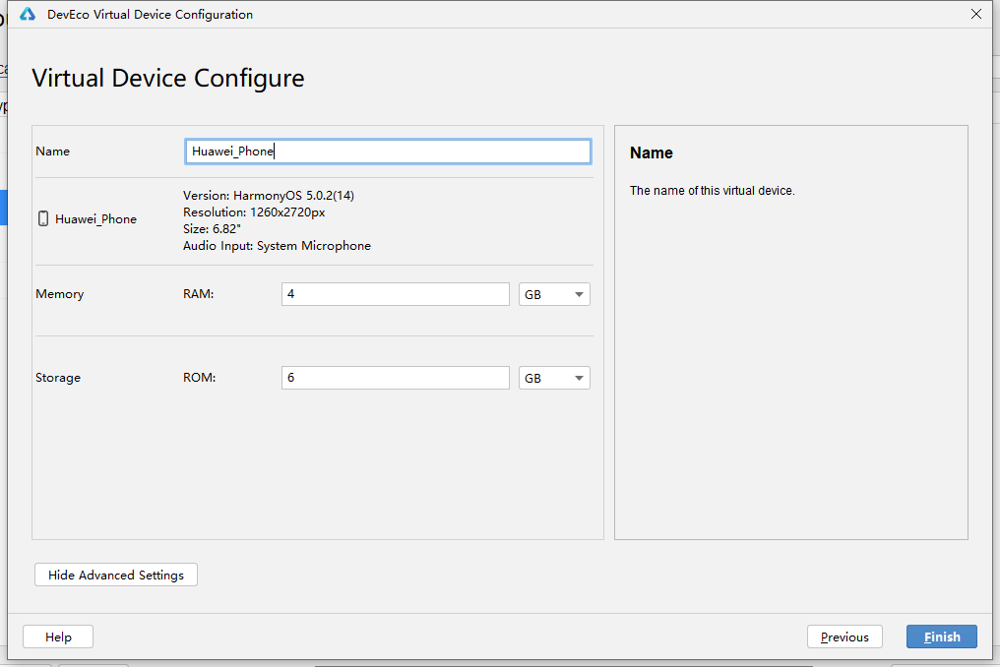 DevEco Virtual Device Configuration
Virtual Device Configure
Name
Huawei_Phone
Huawei_Phone
Version: HarmonyOS 5.0.2(14)
Resolution: 1260x2720px
Size: 6.82"
Audio Input: System Microphone
Memory
RAM:
4
GB
Storage
ROM:
6
GB
Name
The name of this virtual device.
Hide Advanced Settings
Help
Previous
Finish